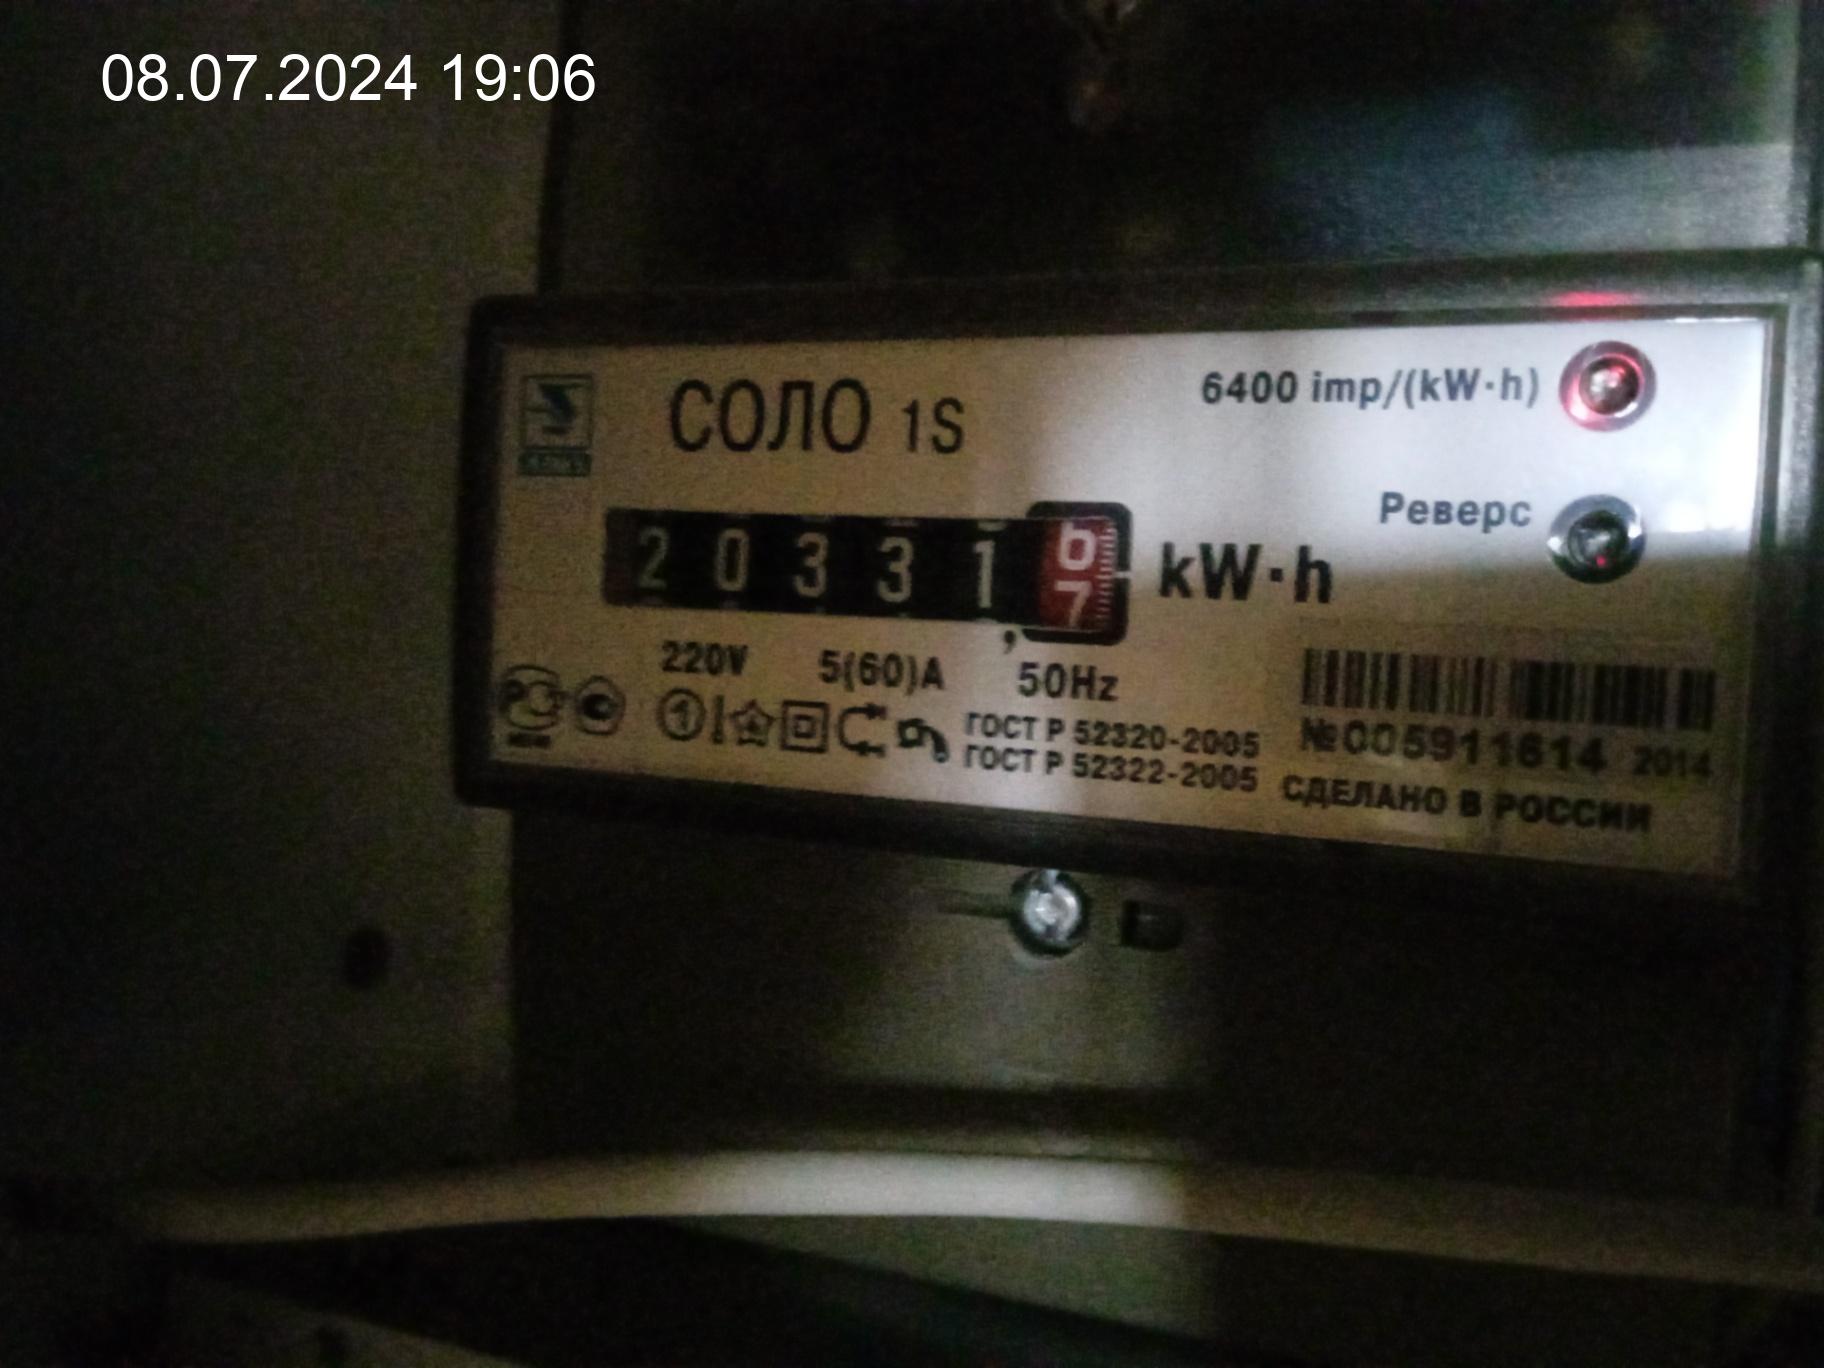 08.07.2024 19:06
СОЛО 1S
6400 imp/(kW·h)
Реверс
2 0 3 3 1 , 6 7
kW·h
220V 5(60)A 50Hz
ГОСТ Р 52320-2005
ГОСТ Р 52322-2005
№005911614 2014
СДЕЛАНО В РОССИИ